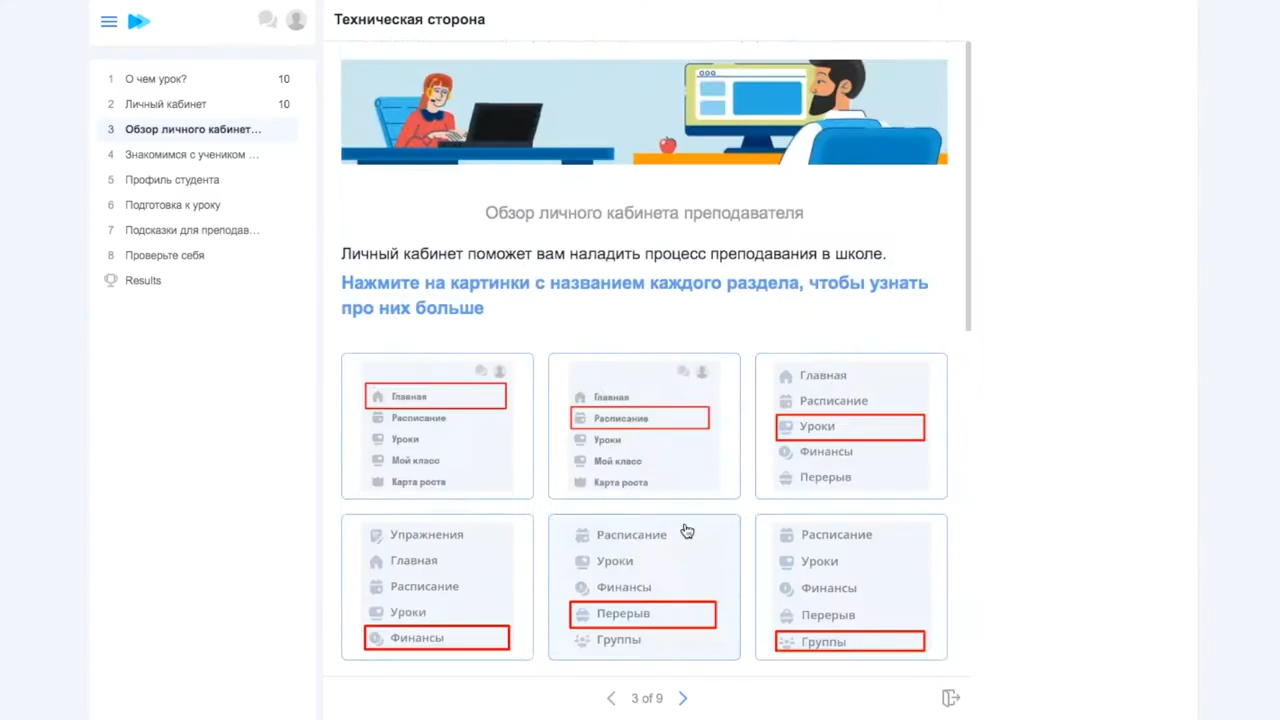 Техническая сторона
1 О чем урок? 10
2 Личный кабинет 10
3 Обзор личного кабинет...
4 Знакомимся с учеником ...
5 Профиль студента
6 Подготовка к уроку
7 Подсказки для преподав...
8 Проверьте себя
Results
Обзор личного кабинета преподавателя
Личный кабинет поможет вам наладить процесс преподавания в школе.
Нажмите на картинки с названием каждого раздела, чтобы узнать
про них больше
Главная
Расписание
Уроки
Мой класс
Карта роста
Главная
Расписание
Уроки
Мой класс
Карта роста
Главная
Расписание
Уроки
Финансы
Перерыв
Упражнения
Главная
Расписание
Уроки
Финансы
Расписание
Уроки
Финансы
Перерыв
Группы
Расписание
Уроки
Финансы
Перерыв
Группы
3 of 9